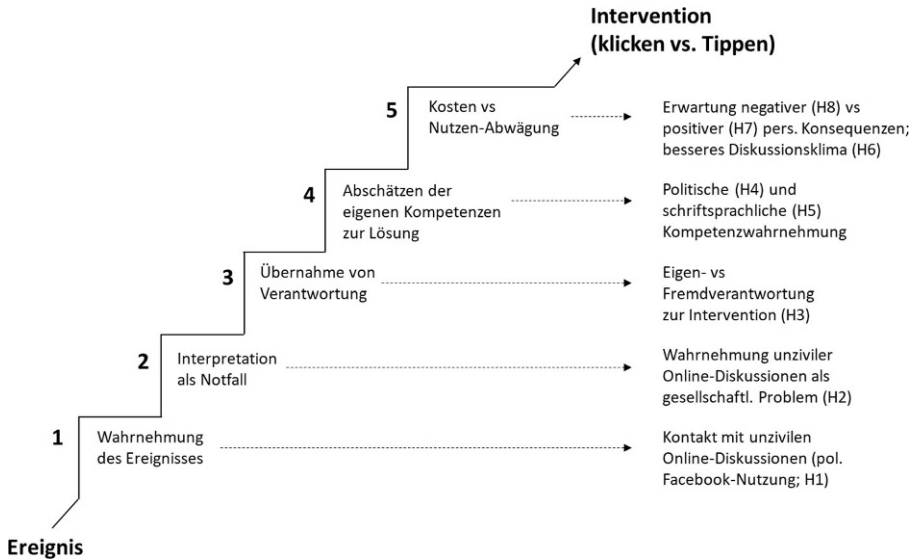 Intervention
(klicken vs. Tippen)
5
Kosten vs
Nutzen-Abwägung
Erwartung negativer (H8) vs
positiver (H7) pers. Konsequenzen;
besseres Diskussionsklima (H6)
4
Abschätzen der
eigenen Kompetenzen
zur Lösung
Politische (H4) und
schriftsprachliche (H5)
Kompetenzwahrnehmung
3
Übernahme von
Verantwortung
Eigen- vs
Fremdverantwortung
zur Intervention (H3)
2
Interpretation
als Notfall
Wahrnehmung unziviler
Online-Diskussionen als
gesellschaftl. Problem (H2)
1
Wahrnehmung
des Ereignisses
Kontakt mit unzivilen
Online-Diskussionen (pol.
Facebook-Nutzung; H1)
Ereignis